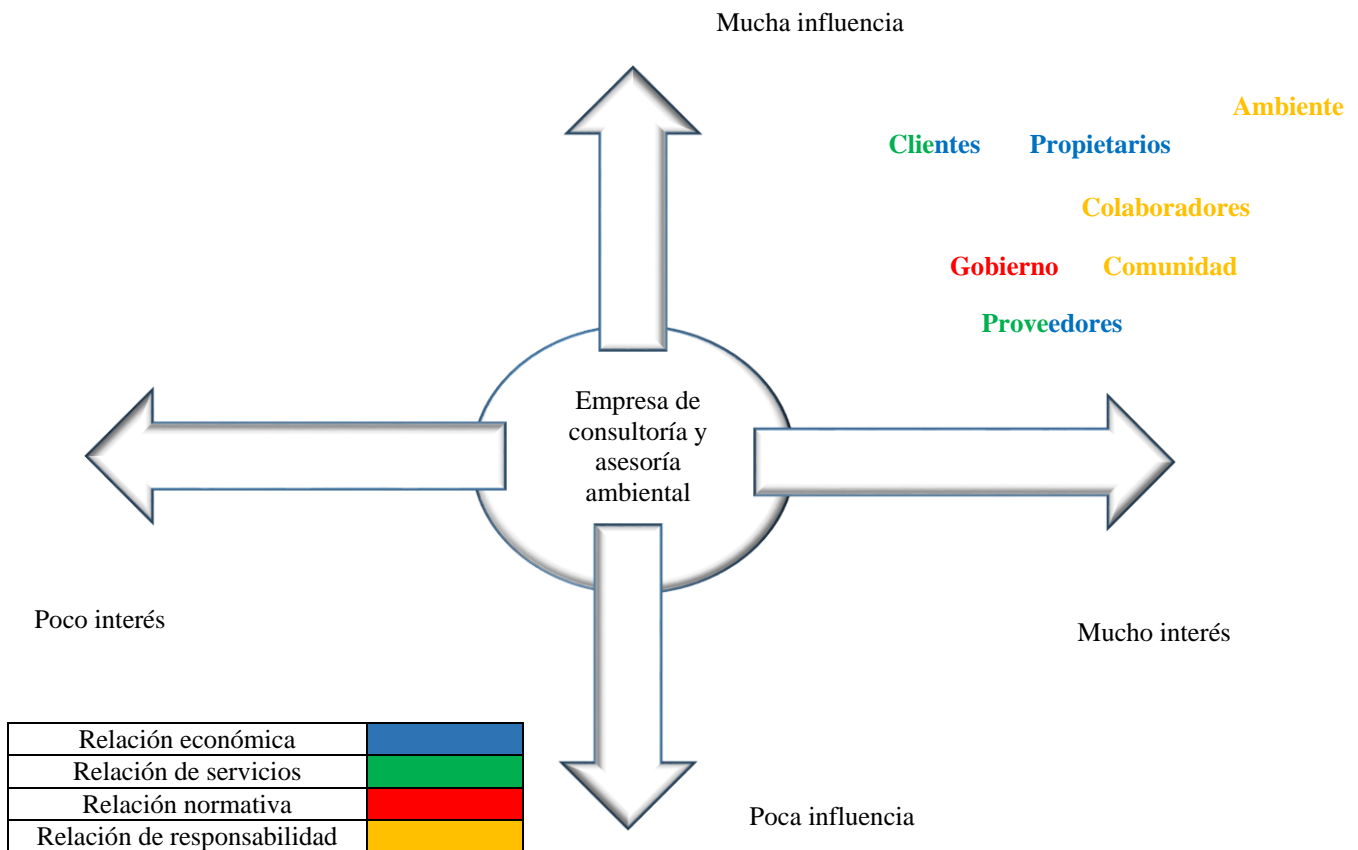 Mucha influencia
Ambiente
Clientes Propietarios
Colaboradores
Gobierno Comunidad
Proveedores
Empresa de
consultoría y
asesoría
ambiental
Poco interés
Mucho interés
Relación económica
Relación de servicios
Relación normativa
Relación de responsabilidad
Poca influencia